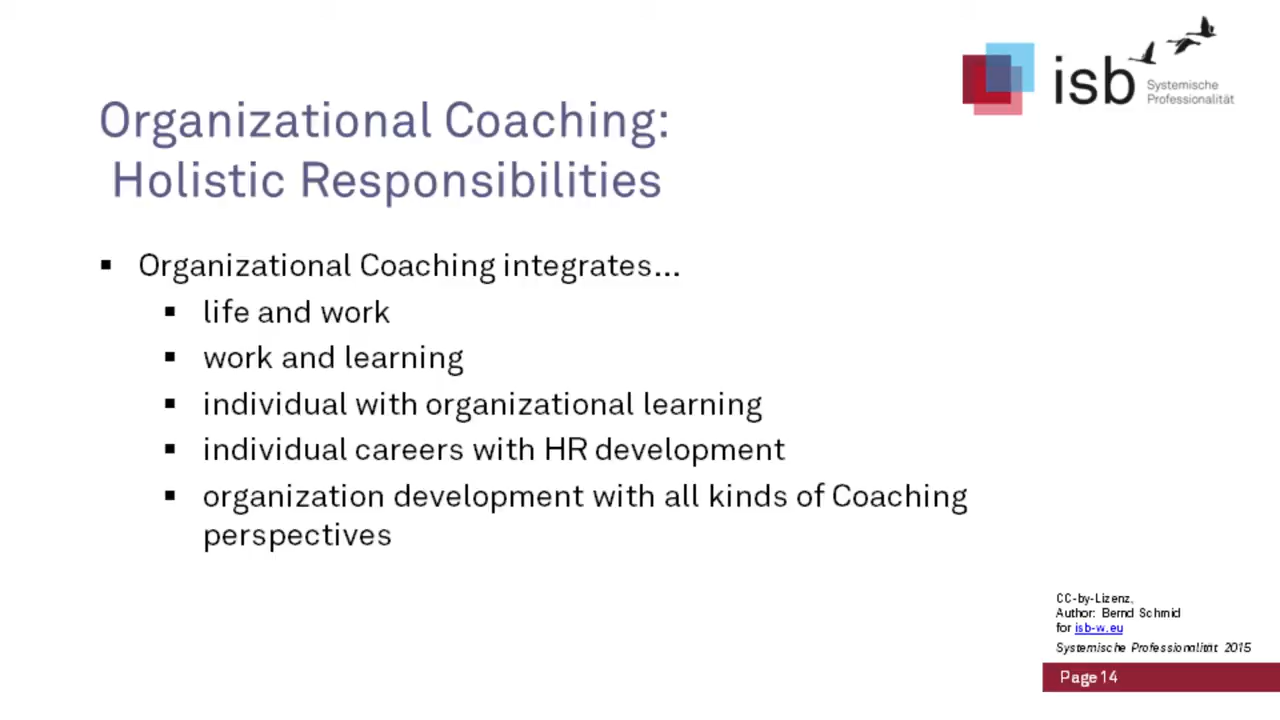 isb
Systemische
Professionalität
Organizational Coaching:
Holistic Responsibilities
▪ Organizational Coaching integrates...
▪ life and work
▪ work and learning
▪ individual with organizational learning
▪ individual careers with HR development
▪ organization development with all kinds of Coaching
perspectives
CC-by-Lizenz,
Author: Bernd Schmid
for isb-w.eu
Systemische Professionalität 2015
Page 14